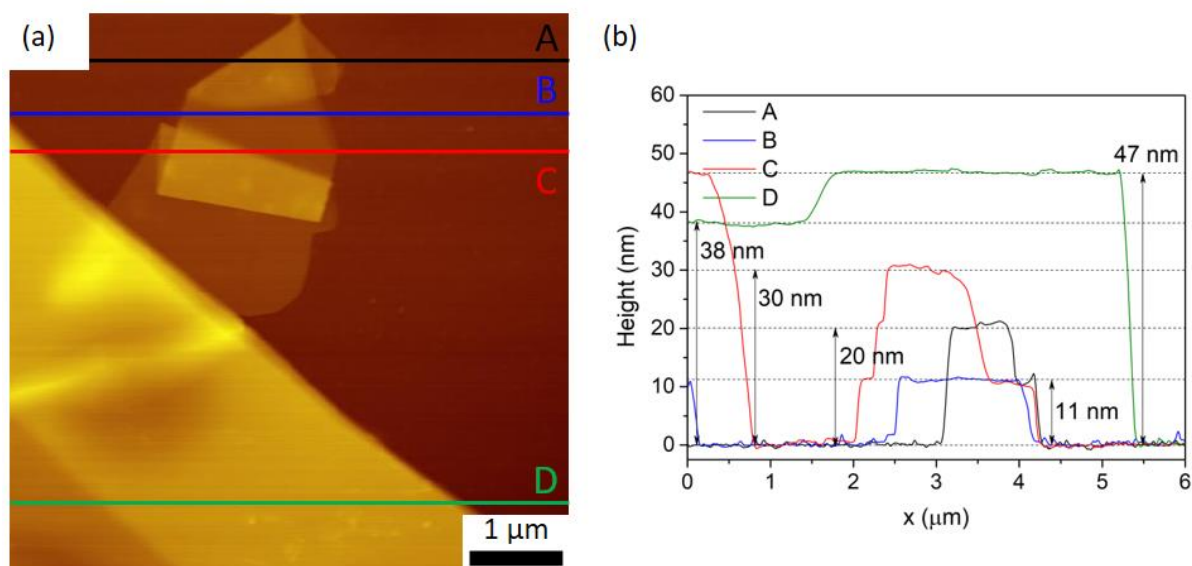 (a)
A
B
C
D
1 μm
(b)
60
50
40
30
20
10
0
Height (nm)
A
B
C
D
47 nm
38 nm
30 nm
20 nm
11 nm
0 1 2 3 4 5 6
x (μm)